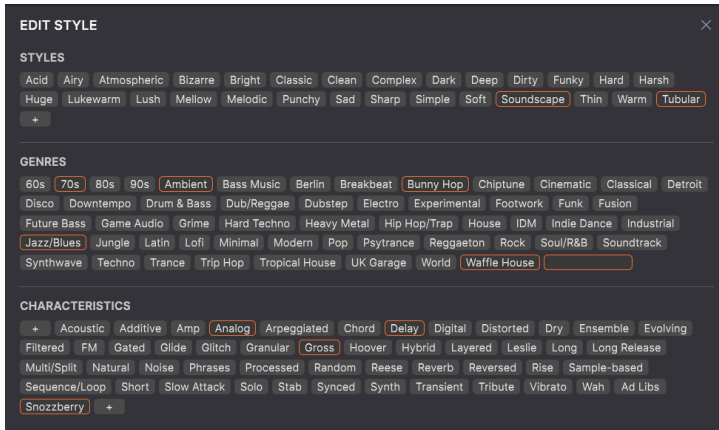 EDIT STYLE ×
STYLES
Acid Airy Atmospheric Bizarre Bright Classic Clean Complex Dark Deep Dirty Funky Hard Harsh
Huge Lukewarm Lush Mellow Melodic Punchy Sad Sharp Simple Soft Soundscape Thin Warm Tubular
+
GENRES
60s 70s 80s 90s Ambient Bass Music Berlin Breakbeat Bunny Hop Chiptune Cinematic Classical Detroit
Disco Downtempo Drum & Bass Dub/Reggae Dubstep Electro Experimental Footwork Funk Fusion
Future Bass Game Audio Grime Hard Techno Heavy Metal Hip Hop/Trap House IDM Indie Dance Industrial
Jazz/Blues Jungle Latin Lofi Minimal Modern Pop Psytrance Reggaeton Rock Soul/R&B Soundtrack
Synthwave Techno Trance Trip Hop Tropical House UK Garage World Waffle House
CHARACTERISTICS
+ Acoustic Additive Amp Analog Arpeggiated Chord Delay Digital Distorted Dry Ensemble Evolving
Filtered FM Gated Glide Glitch Granular Gross Hoover Hybrid Layered Leslie Long Long Release
Multi/Split Natural Noise Phrases Processed Random Reese Reverb Reversed Rise Sample-based
Sequence/Loop Short Slow Attack Solo Stab Synced Synth Transient Tribute Vibrato Wah Ad Libs
Snozzberry +